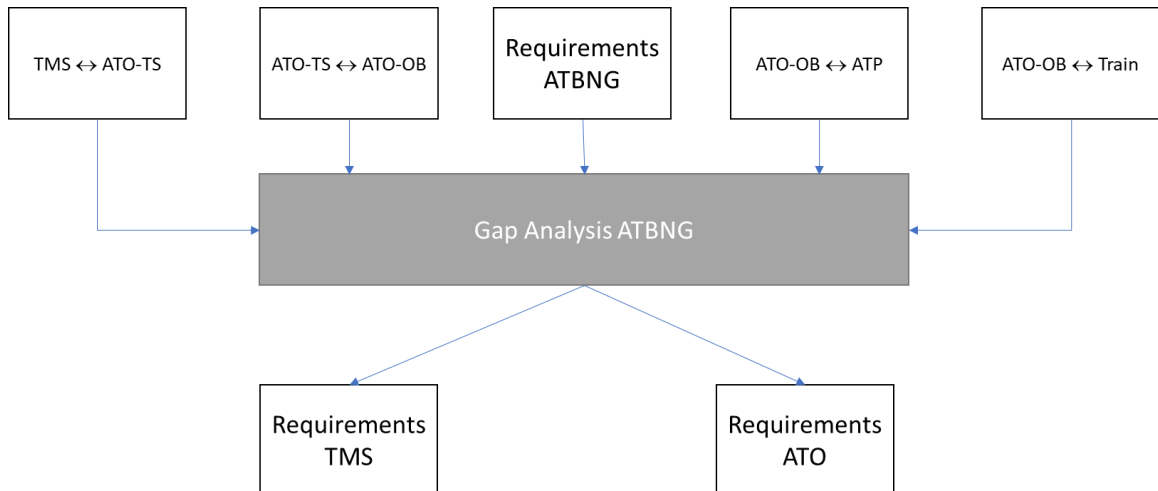 TMS ↔ ATO-TS
ATO-TS ↔ ATO-OB
Requirements
ATBNG
ATO-OB ↔ ATP
ATO-OB ↔ Train
Gap Analysis ATBNG
Requirements
TMS
Requirements
ATO